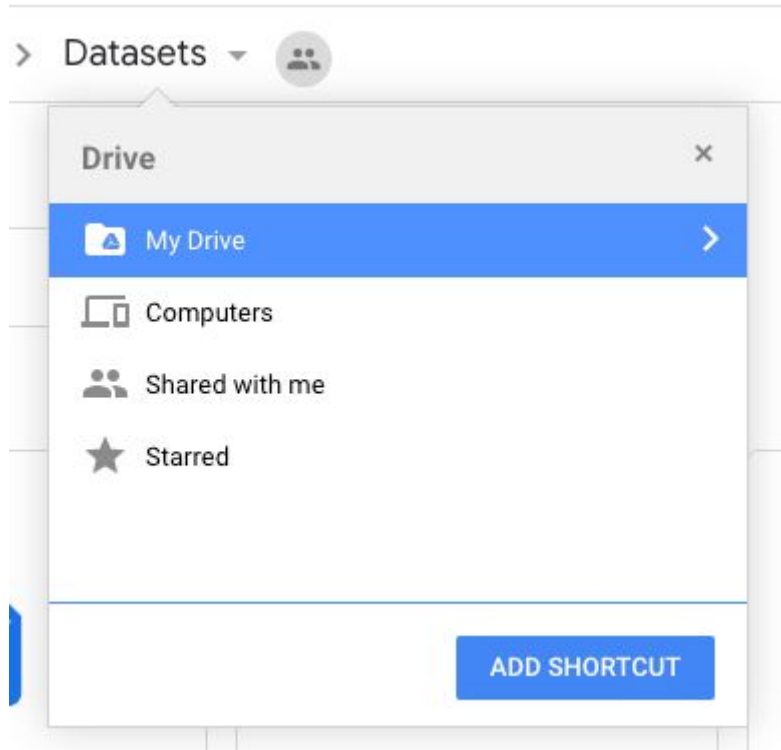 Datasets
Drive
My Drive
Computers
Shared with me
Starred
ADD SHORTCUT